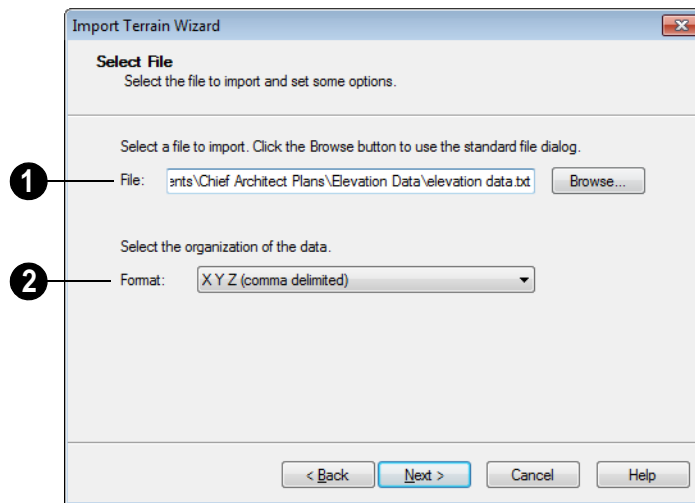 Import Terrain Wizard
Select File
Select the file to import and set some options.
Select a file to import. Click the Browse button to use the standard file dialog.
1
File: ents\Chief Architect Plans\Elevation Data\elevation data.txt Browse...
Select the organization of the data.
2
Format: X Y Z (comma delimited)
< Back Next > Cancel Help